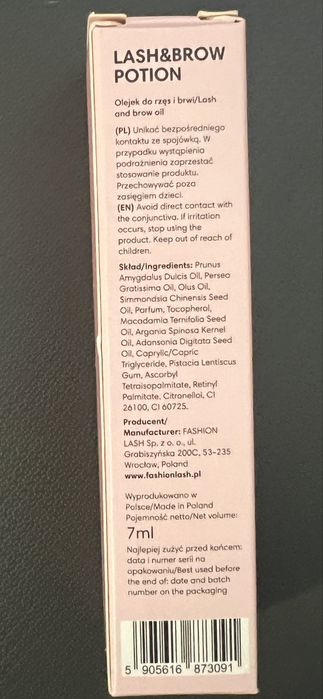 LASH&BROW
POTION
Olejek do rzęs i brwi/Lash
and brow oil
(PL) Unikać bezpośredniego
kontaktu ze spojówką. W
przypadku wystąpienia
podrażnienia zaprzestać
stosowanie produktu.
Przechowywać poza
zasięgiem dzieci.
(EN) Avoid direct contact with
the conjunctiva. If irritation
occurs, stop using the
product. Keep out of reach of
children.
Skład/Ingredients: Prunus
Amygdalus Dulcis Oil, Persea
Gratissima Oil, Olus Oil,
Simmondsia Chinensis Seed
Oil, Parfum, Tocopherol,
Macadamia Ternifolia Seed
Oil, Argania Spinosa Kernel
Oil, Adansonia Digitata Seed
Oil, Caprylic/Capric
Triglyceride, Pistacia Lentiscus
Gum, Ascorbyl
Tetraisopalmitate, Retinyl
Palmitate, Citronellol, CI
26100, CI 60725.
Producent/
Manufacturer: FASHION
LASH Sp. z o. o., ul.
Grabiszyńska 200C, 53-235
Wrocław, Poland
www.fashionlash.pl
Wyprodukowano w
Polsce/Made in Poland
Pojemność netto/Net volume:
7ml
Najlepiej zużyć przed końcem:
data i numer serii na
opakowaniu/Best used before
the end of: date and batch
number on the packaging
5 905616 873091